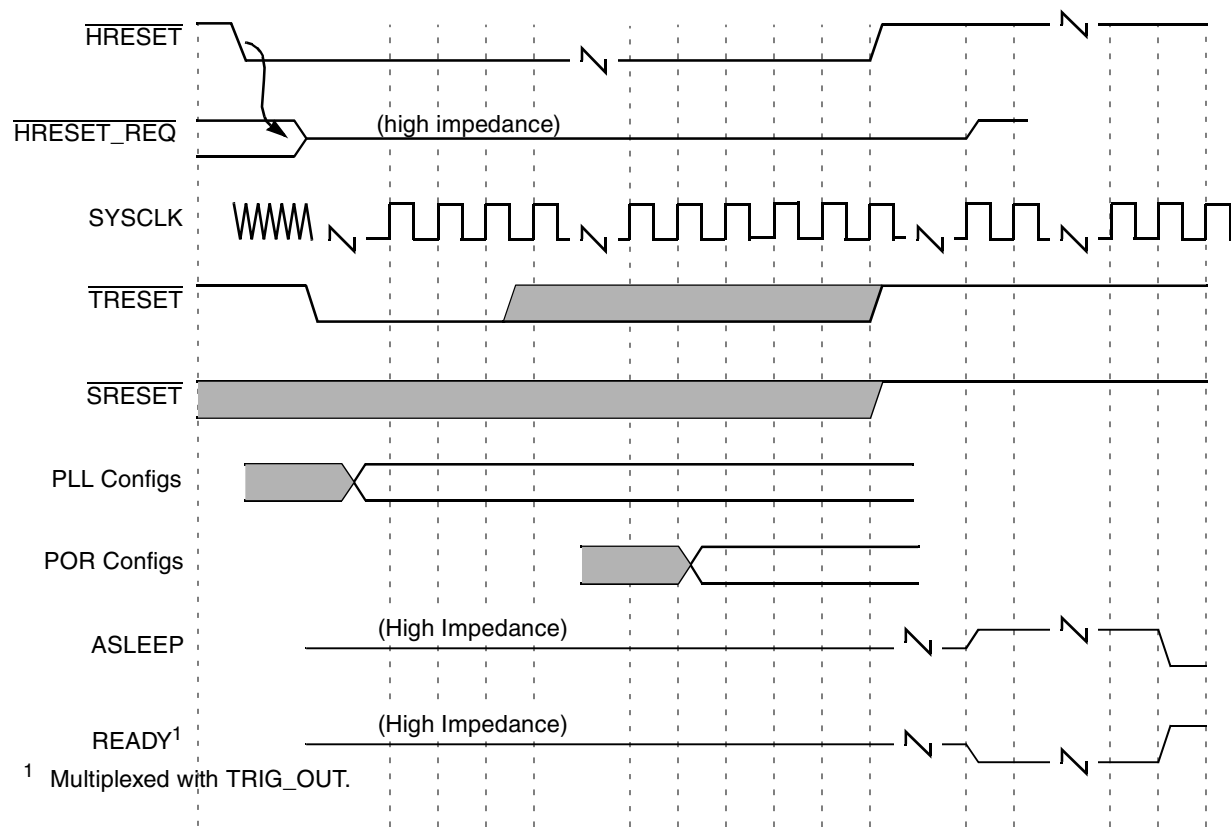 HRESET
HRESET_REQ
(high impedance)
SYSCLK
TRESET
SRESET
PLL Configs
POR Configs
ASLEEP
(High Impedance)
READY1
(High Impedance)
1 Multiplexed with TRIG_OUT.